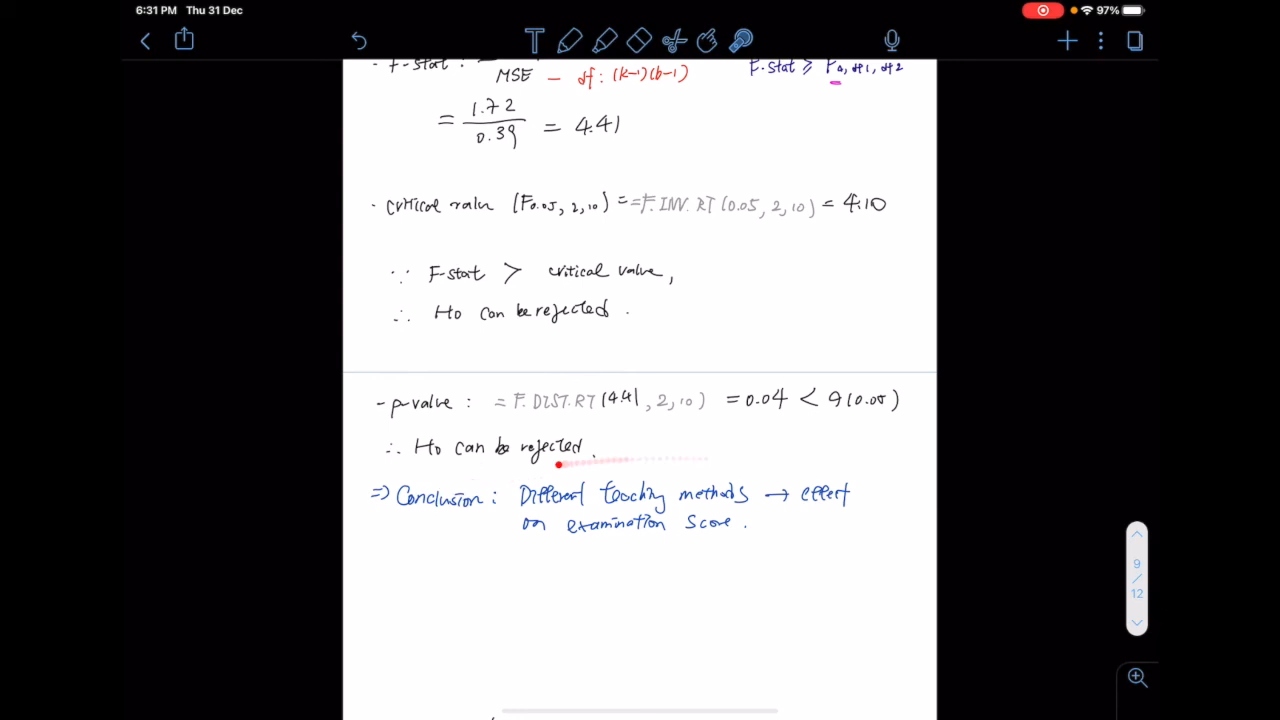 6:31 PM Thu 31 Dec
97%
T
· F-stat :
MSE – df : (k-1)(b-1)
F-stat ≥ Fα, df1, df2
= 1.72 / 0.39 = 4.41
· critical value (F0.05, 2, 10) = =F.INV.RT(0.05, 2, 10) = 4.10
∵ F-stat > critical value,
∴ Ho can be rejected .
- p-value : = F.DIST.RT(4.41, 2, 10) = 0.04 < α(0.05)
∴ Ho can be rejected.
=> Conclusion : Different teaching methods → effect
on examination score .
9
/
12